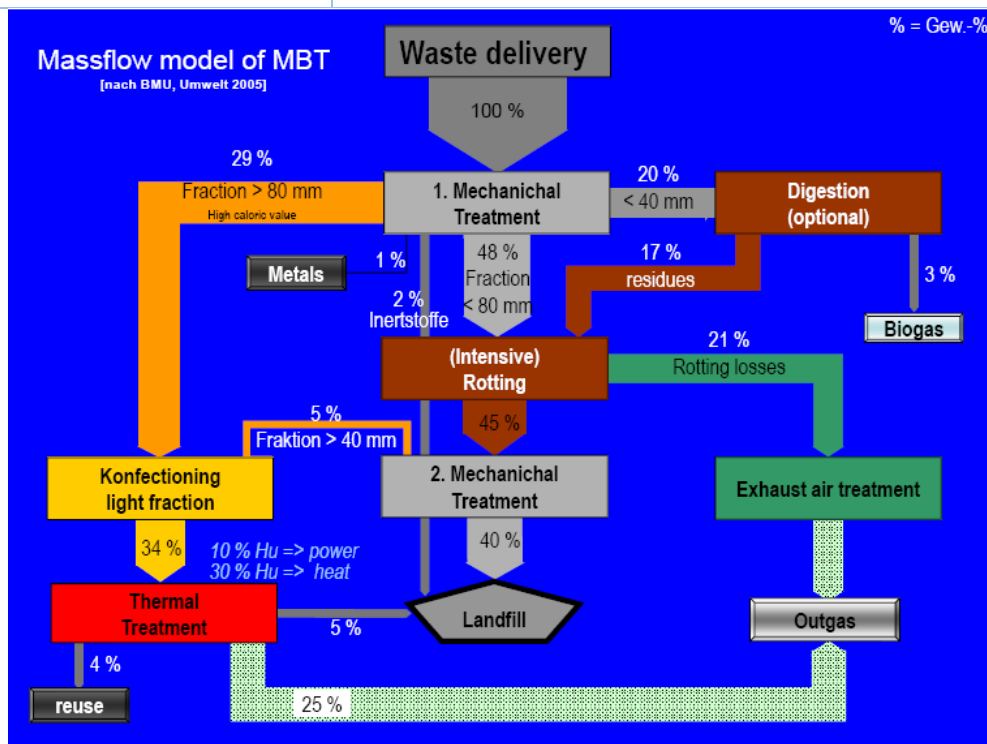 % = Gew.-%
Massflow model of MBT
[nach BMU, Umwelt 2005]
Waste delivery
100 %
29 %
Fraction > 80 mm
High caloric value
1. Mechanichal
Treatment
20 %
< 40 mm
Digestion
(optional)
1 %
Metals
48 %
Fraction
< 80 mm
17 %
residues
3 %
2 %
Inertstoffe
Biogas
(Intensive)
Rotting
21 %
Rotting losses
5 %
Fraktion > 40 mm
45 %
Konfectioning
light fraction
2. Mechanichal
Treatment
Exhaust air treatment
34 %
10 % Hu => power
30 % Hu => heat
40 %
Thermal
Treatment
5 %
Landfill
Outgas
4 %
reuse
25 %